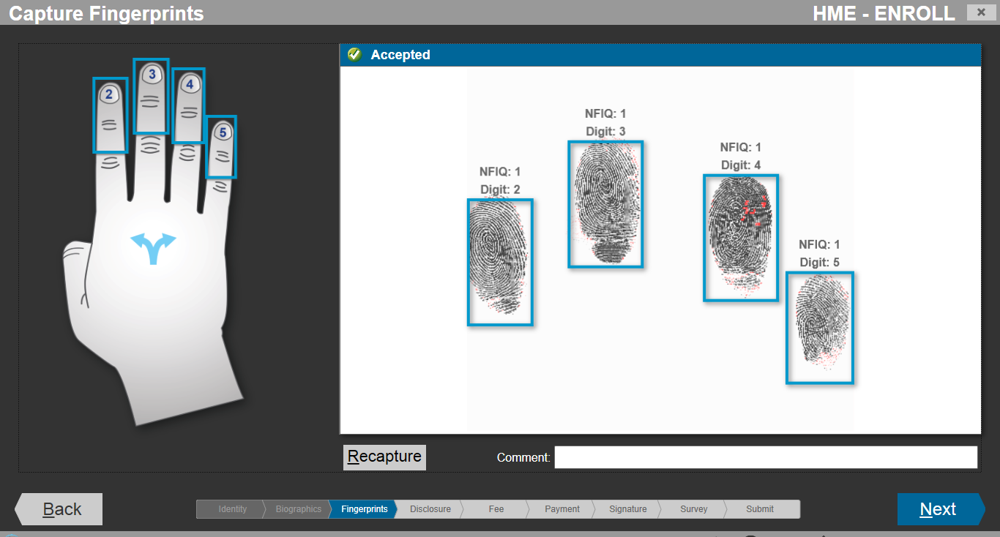 Capture Fingerprints
HME - ENROLL
2
3
4
5
Accepted
NFIQ: 1
Digit: 2
NFIQ: 1
Digit: 3
NFIQ: 1
Digit: 4
NFIQ: 1
Digit: 5
Recapture
Comment:
Back
Identity
Biographics
Fingerprints
Disclosure
Fee
Payment
Signature
Survey
Submit
Next